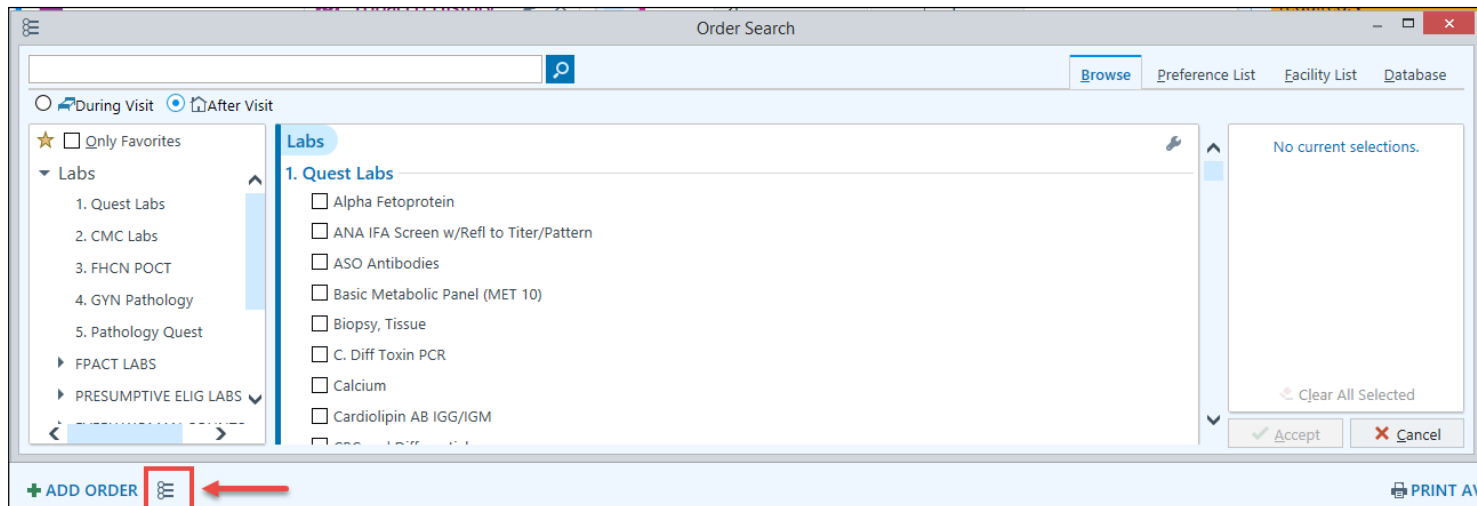 Order Search
Browse Preference List Facility List Database
During Visit After Visit
Only Favorites
Labs
1. Quest Labs
2. CMC Labs
3. FHCN POCT
4. GYN Pathology
5. Pathology Quest
FPACT LABS
PRESUMPTIVE ELIG LABS
Labs
1. Quest Labs
Alpha Fetoprotein
ANA IFA Screen w/Refl to Titer/Pattern
ASO Antibodies
Basic Metabolic Panel (MET 10)
Biopsy, Tissue
C. Diff Toxin PCR
Calcium
Cardiolipin AB IGG/IGM
No current selections.
Clear All Selected
Accept Cancel
ADD ORDER
PRINT AV